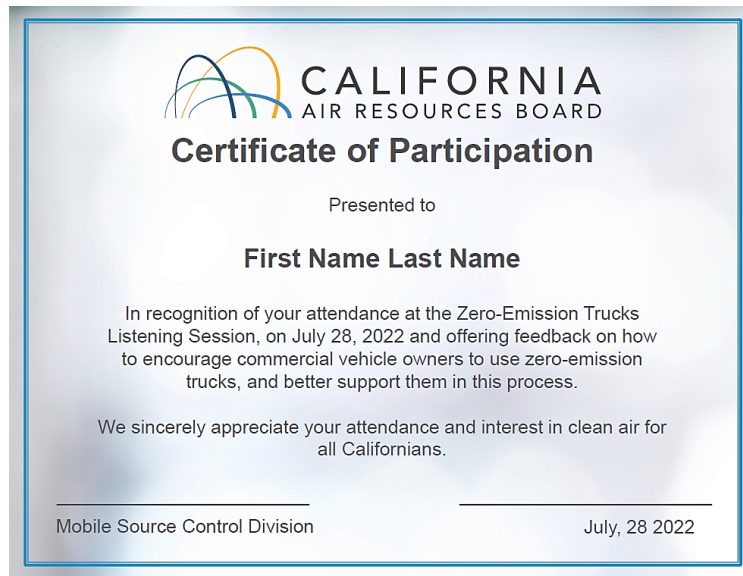 CALIFORNIA
AIR RESOURCES BOARD
Certificate of Participation
Presented to
First Name Last Name
In recognition of your attendance at the Zero-Emission Trucks
Listening Session, on July 28, 2022 and offering feedback on how
to encourage commercial vehicle owners to use zero-emission
trucks, and better support them in this process.
We sincerely appreciate your attendance and interest in clean air for
all Californians.
Mobile Source Control Division
July, 28 2022